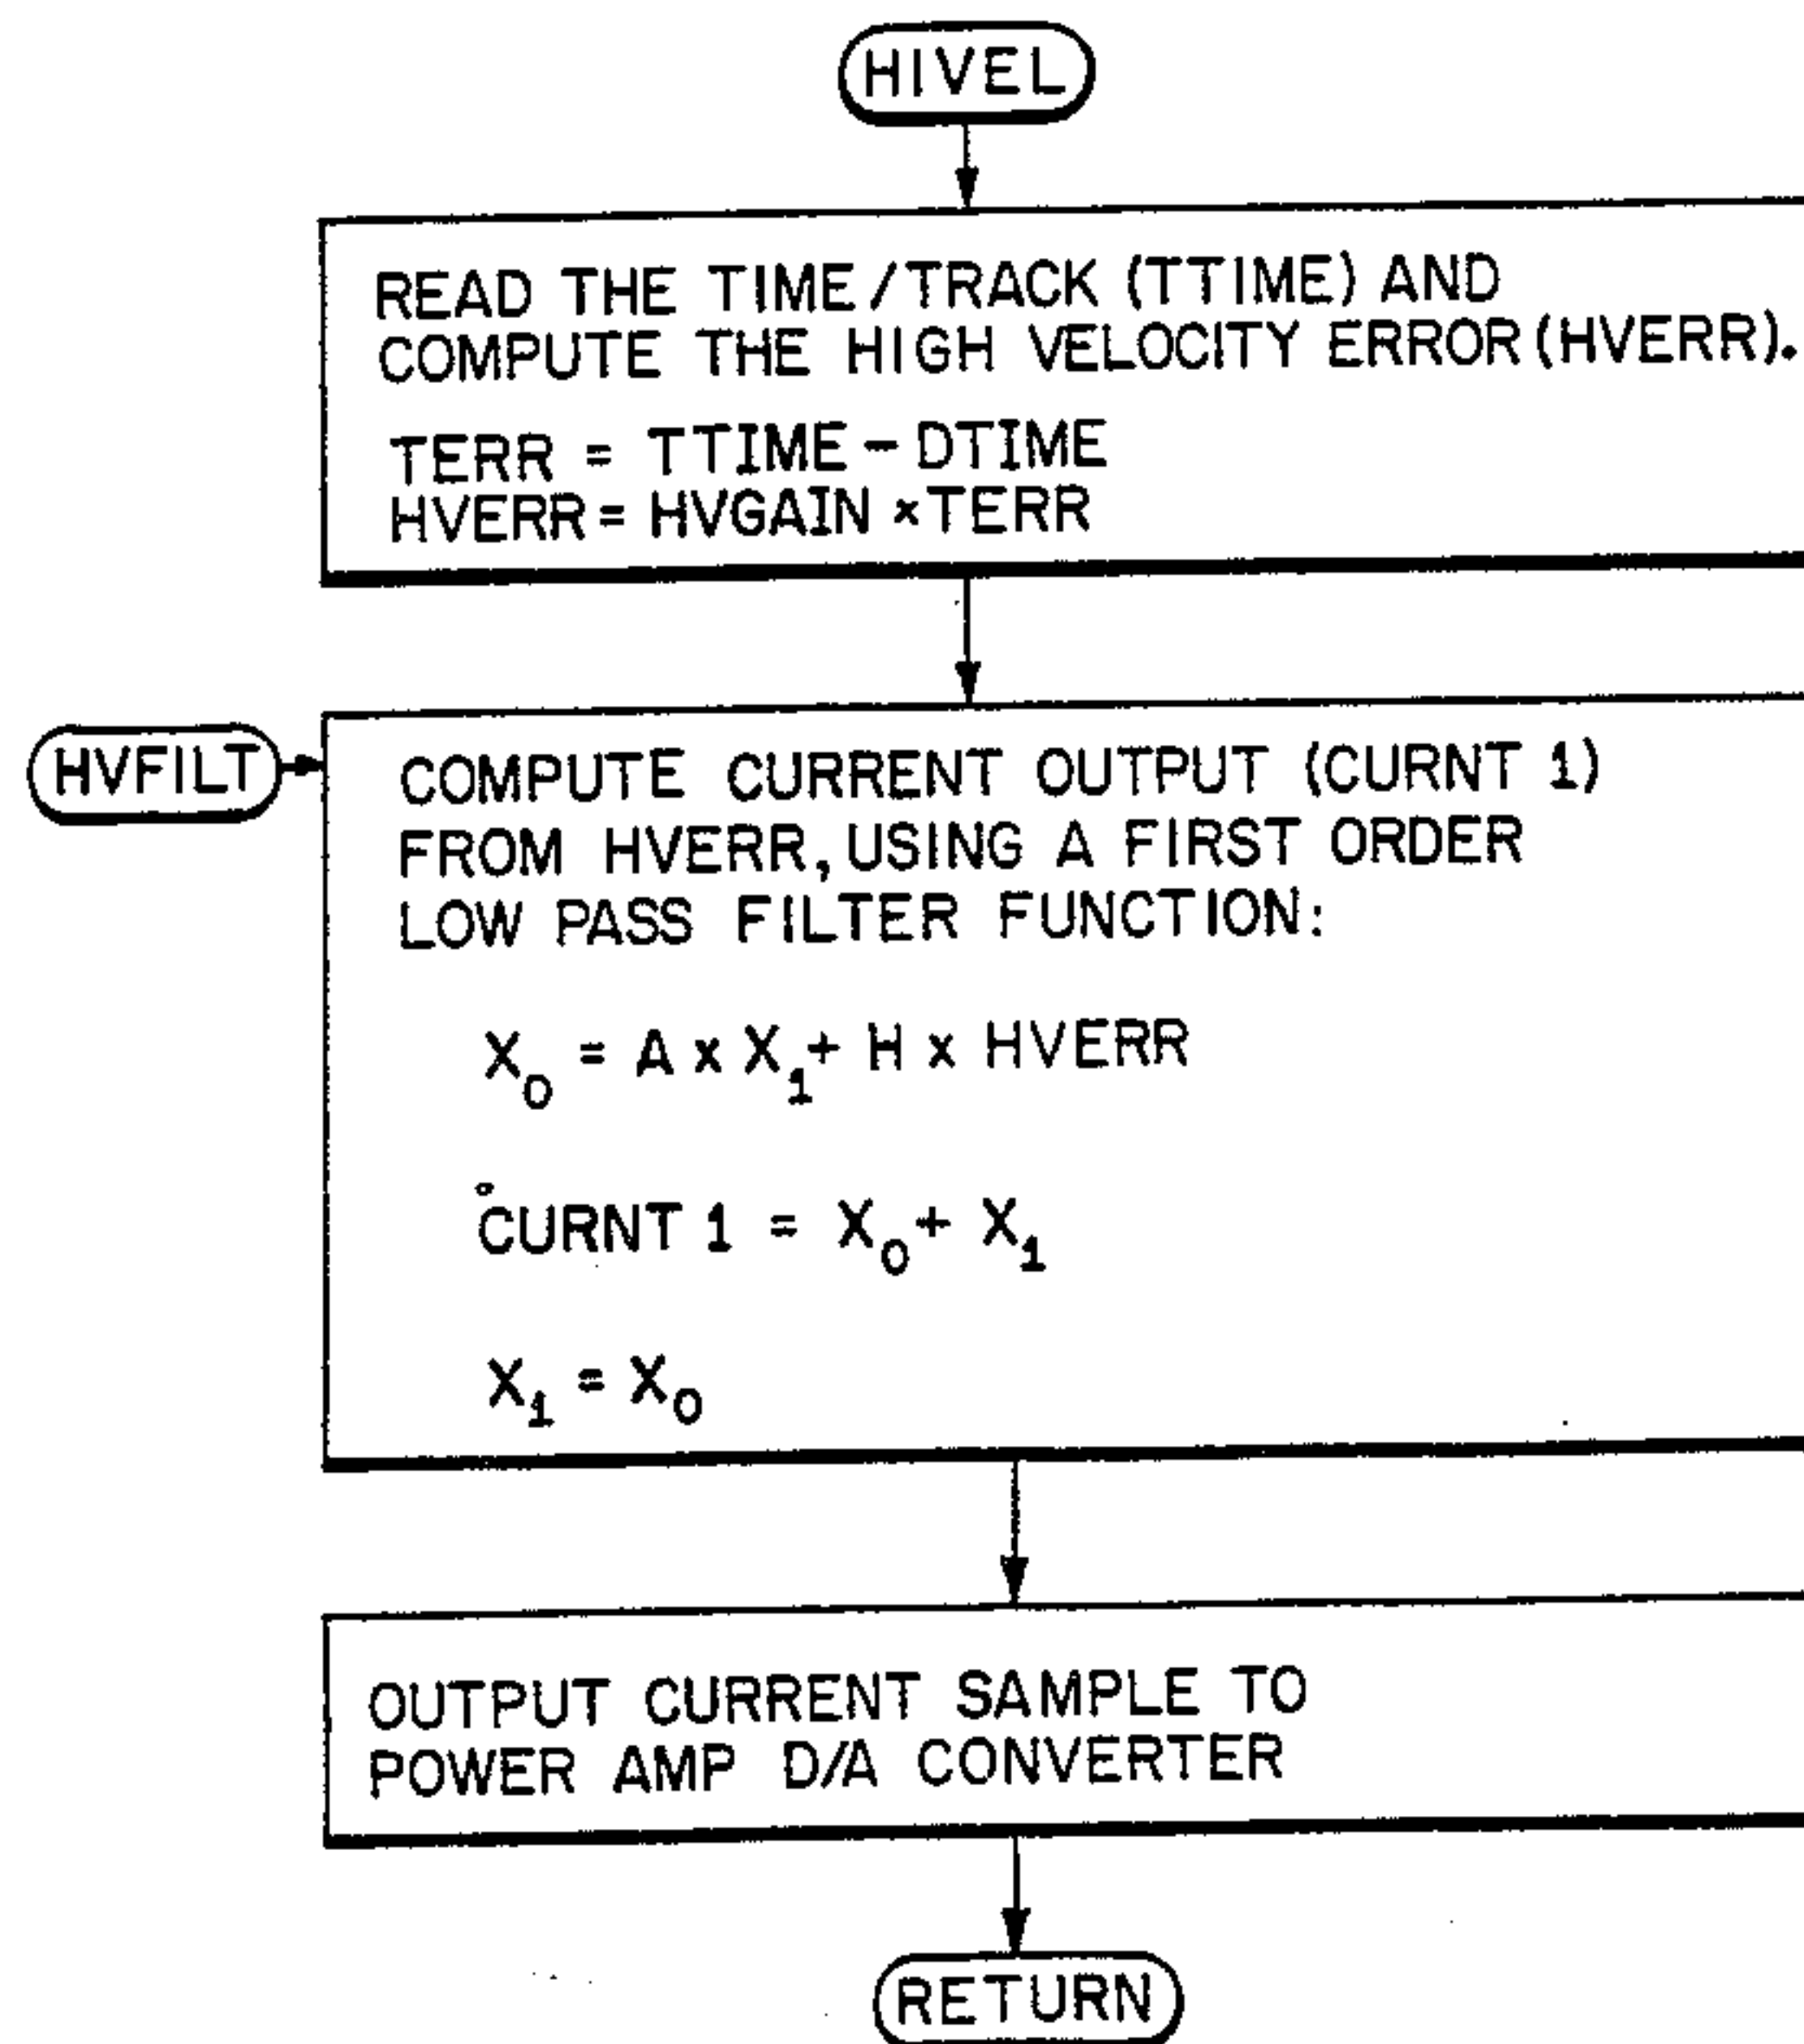 HIVEL
READ THE TIME/TRACK (TTIME) AND
COMPUTE THE HIGH VELOCITY ERROR (HVERR).
TERR = TTIME - DTIME
HVERR = HVGAIN × TERR
HVFILT
COMPUTE CURRENT OUTPUT (CURNT 1)
FROM HVERR, USING A FIRST ORDER
LOW PASS FILTER FUNCTION:
X₀ = A x X₁ + H x HVERR
CURNT 1 = X₀ + X₁
X₁ = X₀
OUTPUT CURRENT SAMPLE TO
POWER AMP D/A CONVERTER
RETURN